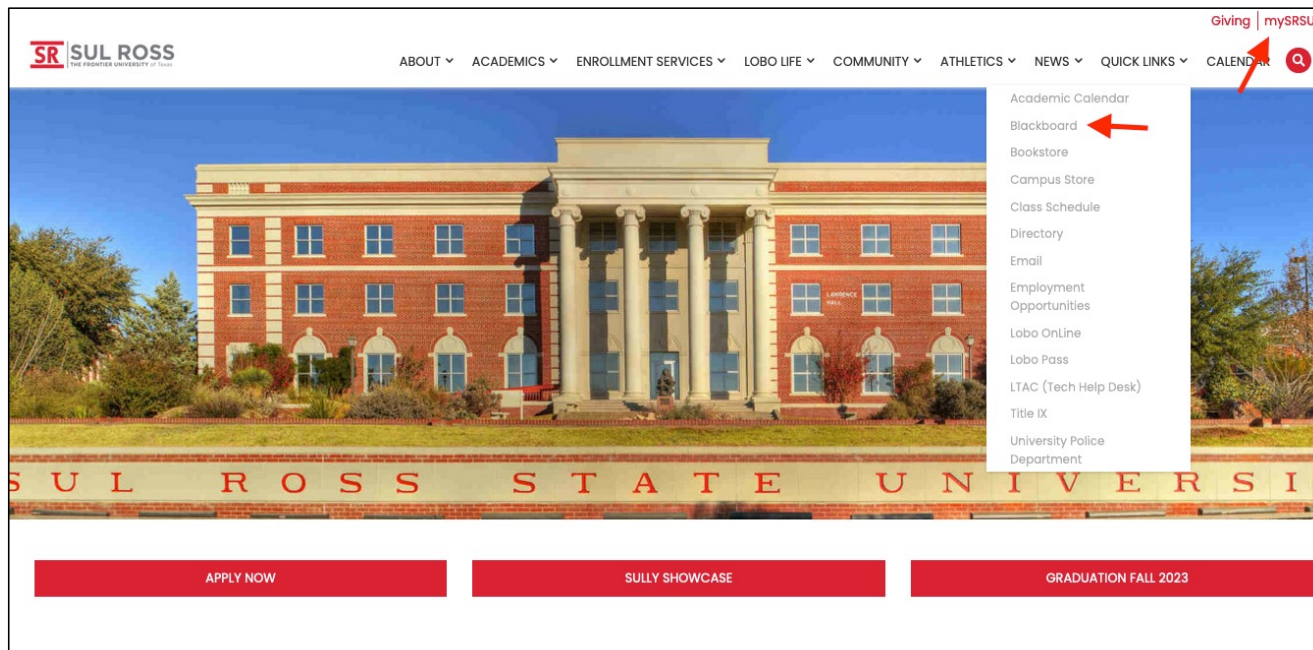 Giving | mySRSU
SR SUL ROSS
THE FRONTIER UNIVERSITY of Texas
ABOUT ACADEMICS ENROLLMENT SERVICES LOBO LIFE COMMUNITY ATHLETICS NEWS QUICK LINKS CALENDAR
Academic Calendar
Blackboard
Bookstore
Campus Store
Class Schedule
Directory
Email
Employment
Opportunities
Lobo OnLine
Lobo Pass
LTAC (Tech Help Desk)
Title IX
University Police
Department
LAWRENCE
HALL
SUL ROSS STATE UNIVERSI
APPLY NOW SULLY SHOWCASE GRADUATION FALL 2023